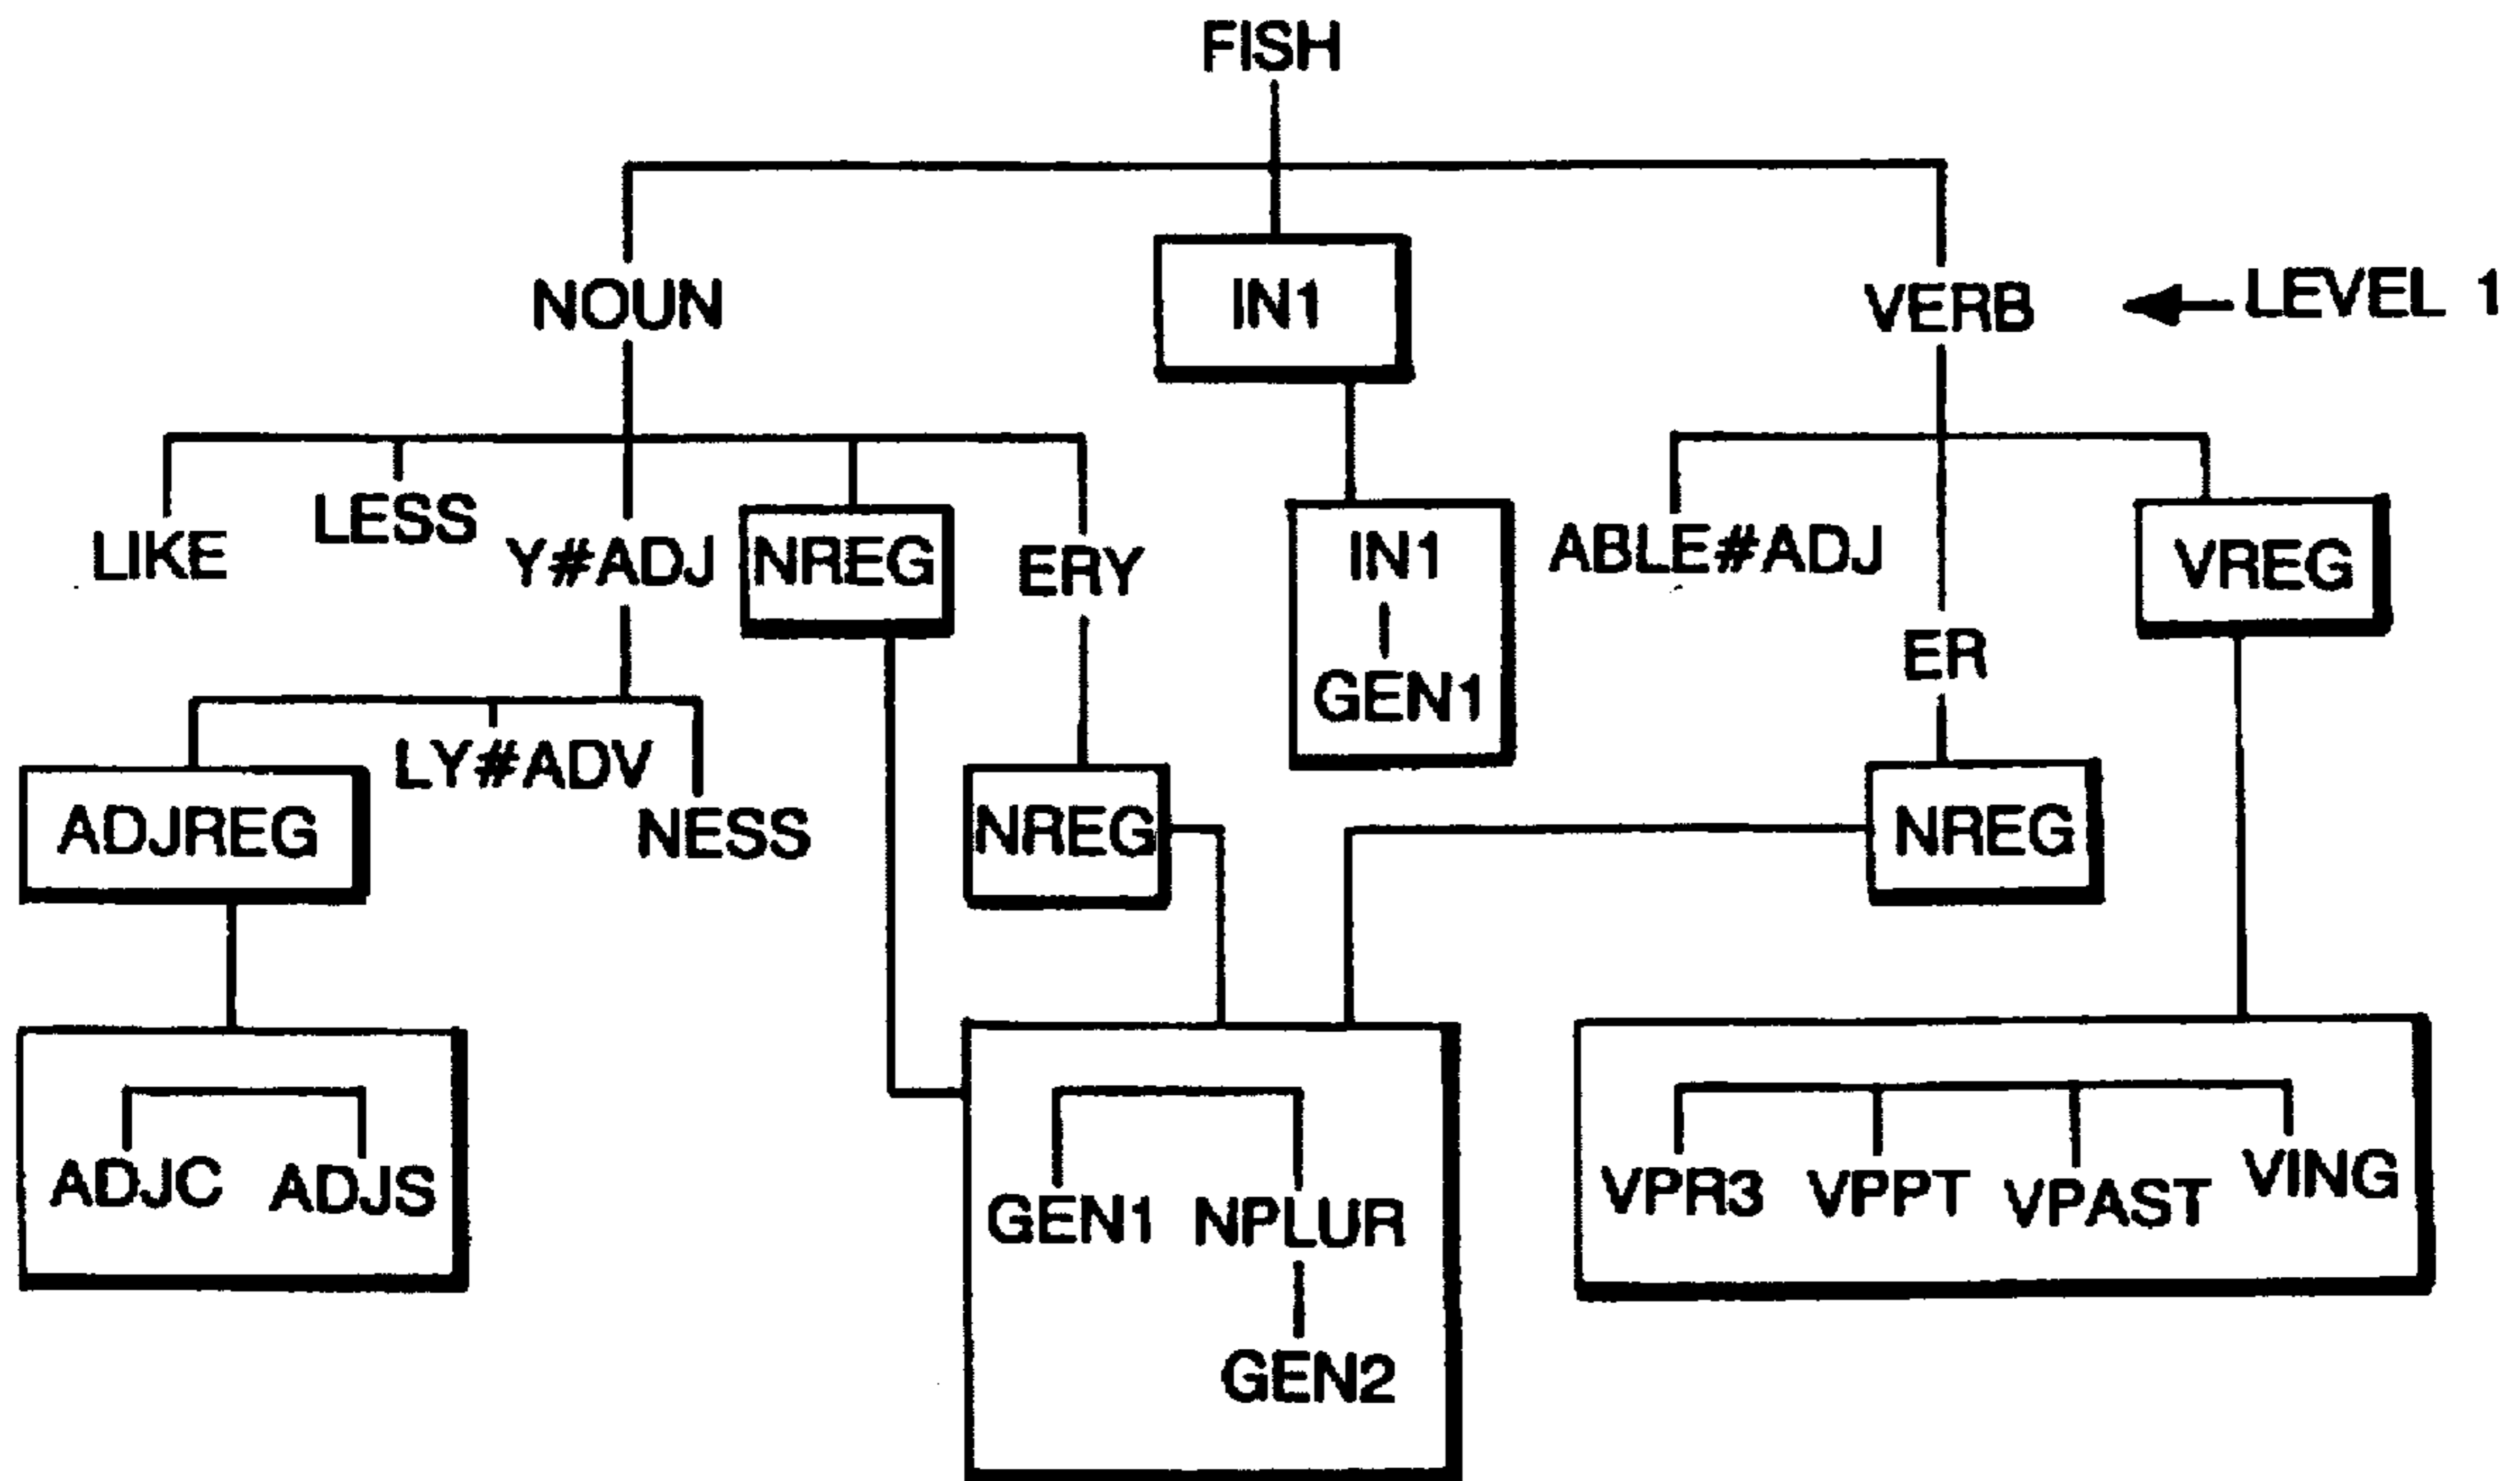 FISH
NOUN
IN1
VERB
LEVEL 1
LIKE
LESS
Y#ADJ
NREG
ERY
IN1
GEN1
ABLE#ADJ
ER
VREG
ADJREG
LY#ADV
NESS
NREG
NREG
ADJC
ADJS
GEN1
NPLUR
GEN2
VPR3
VPPT
VPAST
VING